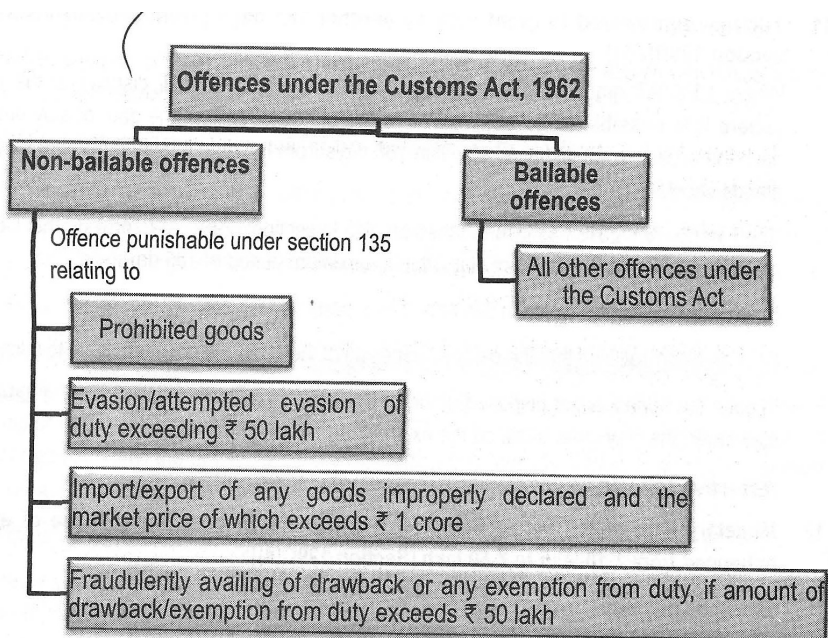 Offences under the Customs Act, 1962
Non-bailable offences
Bailable
offences
Offence punishable under section 135
relating to
All other offences under
the Customs Act
Prohibited goods
Evasion/attempted evasion of
duty exceeding ₹ 50 lakh
Import/export of any goods improperly declared and the
market price of which exceeds ₹ 1 crore
Fraudulently availing of drawback or any exemption from duty, if amount of
drawback/exemption from duty exceeds ₹ 50 lakh